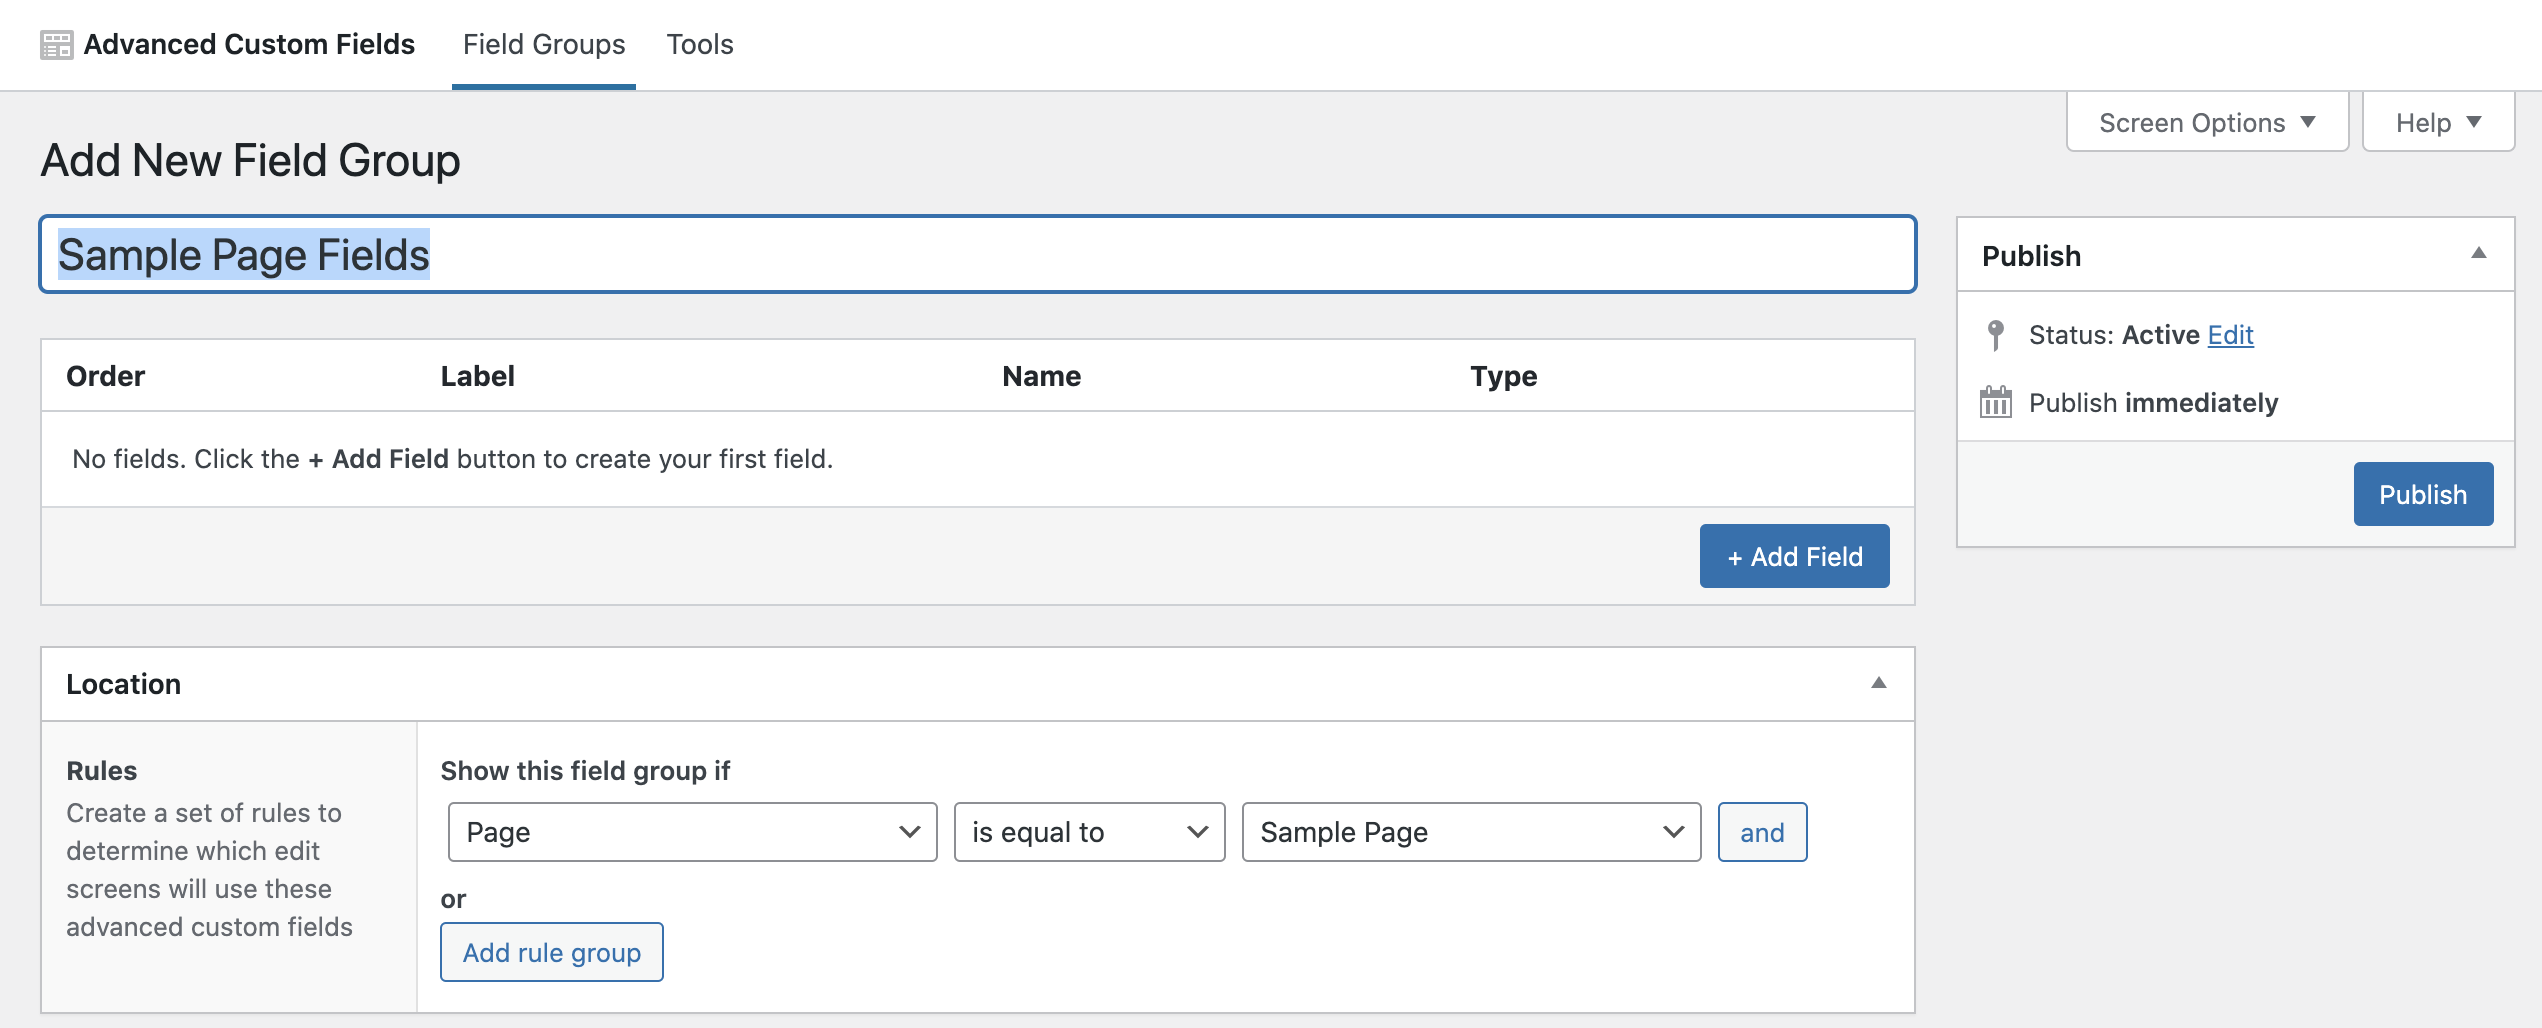 Advanced Custom Fields
Field Groups
Tools
Screen Options
Help
Add New Field Group
Sample Page Fields
Order
Label
Name
Type
No fields. Click the + Add Field button to create your first field.
+ Add Field
Publish
Status: Active Edit
Publish immediately
Publish
Location
Rules
Create a set of rules to
determine which edit
screens will use these
advanced custom fields
Show this field group if
Page
is equal to
Sample Page
and
or
Add rule group